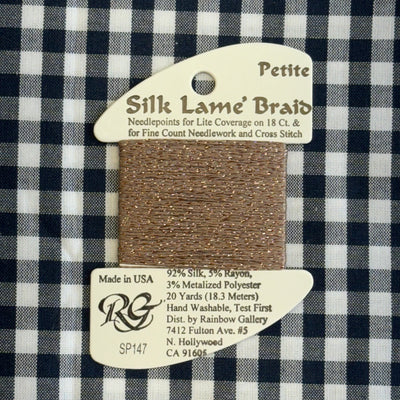 Petite
Silk Lame' Braid
Needlepoints for Lite Coverage on 18 Ct. &
for Fine Count Needlework and Cross Stitch
92% Silk, 5% Rayon,
3% Metalized Polyester
20 Yards (18.3 Meters)
Hand Washable, Test First
Dist. by Rainbow Gallery
7412 Fulton Ave. #5
N. Hollywood
CA 91605
Made in USA
RG
SP147